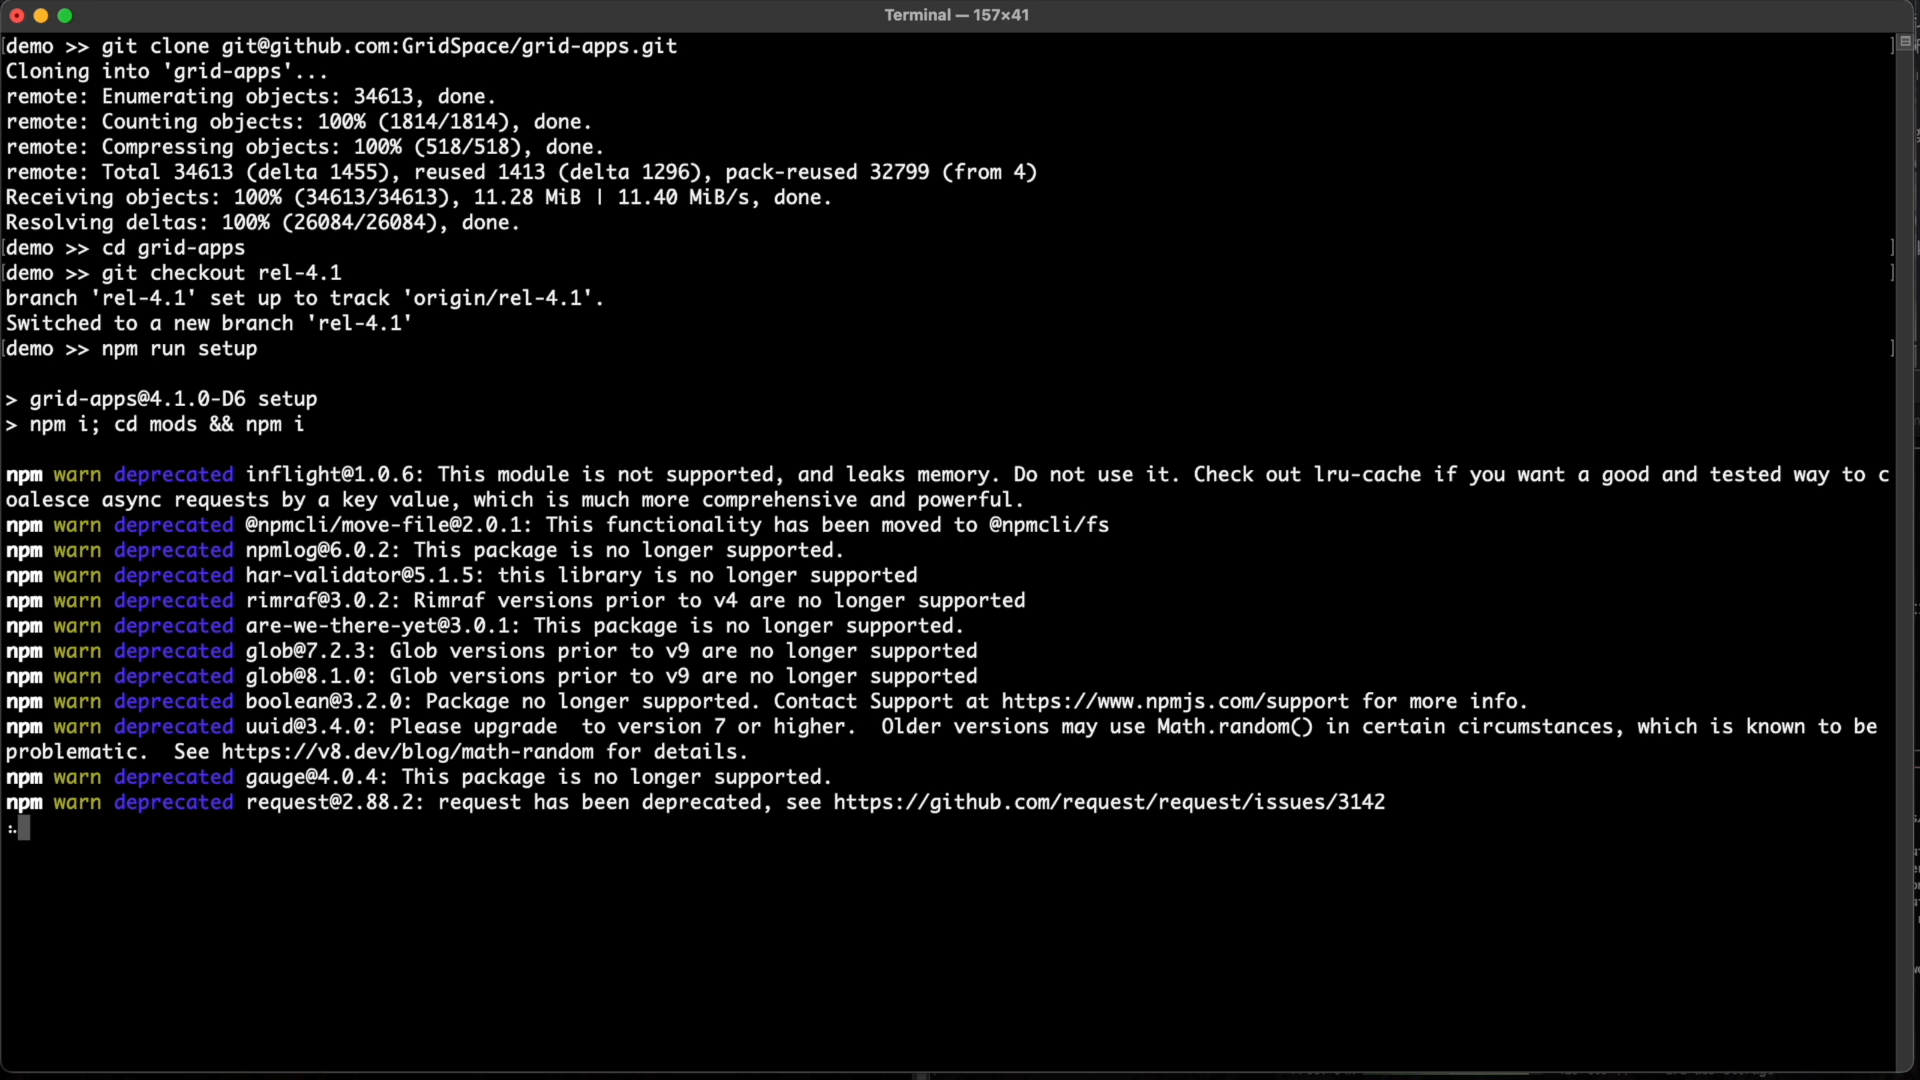 Terminal — 157×41
demo >> git clone git@github.com:GridSpace/grid-apps.git
Cloning into 'grid-apps'...
remote: Enumerating objects: 34613, done.
remote: Counting objects: 100% (1814/1814), done.
remote: Compressing objects: 100% (518/518), done.
remote: Total 34613 (delta 1455), reused 1413 (delta 1296), pack-reused 32799 (from 4)
Receiving objects: 100% (34613/34613), 11.28 MiB | 11.40 MiB/s, done.
Resolving deltas: 100% (26084/26084), done.
demo >> cd grid-apps
demo >> git checkout rel-4.1
branch 'rel-4.1' set up to track 'origin/rel-4.1'.
Switched to a new branch 'rel-4.1'
demo >> npm run setup
> grid-apps@4.1.0-D6 setup
> npm i; cd mods && npm i
npm warn deprecated inflight@1.0.6: This module is not supported, and leaks memory. Do not use it. Check out lru-cache if you want a good and tested way to c
oalesce async requests by a key value, which is much more comprehensive and powerful.
npm warn deprecated @npmcli/move-file@2.0.1: This functionality has been moved to @npmcli/fs
npm warn deprecated npmlog@6.0.2: This package is no longer supported.
npm warn deprecated har-validator@5.1.5: this library is no longer supported
npm warn deprecated rimraf@3.0.2: Rimraf versions prior to v4 are no longer supported
npm warn deprecated are-we-there-yet@3.0.1: This package is no longer supported.
npm warn deprecated glob@7.2.3: Glob versions prior to v9 are no longer supported
npm warn deprecated glob@8.1.0: Glob versions prior to v9 are no longer supported
npm warn deprecated boolean@3.2.0: Package no longer supported. Contact Support at https://www.npmjs.com/support for more info.
npm warn deprecated uuid@3.4.0: Please upgrade  to version 7 or higher.  Older versions may use Math.random() in certain circumstances, which is known to be
problematic.  See https://v8.dev/blog/math-random for details.
npm warn deprecated gauge@4.0.4: This package is no longer supported.
npm warn deprecated request@2.88.2: request has been deprecated, see https://github.com/request/request/issues/3142